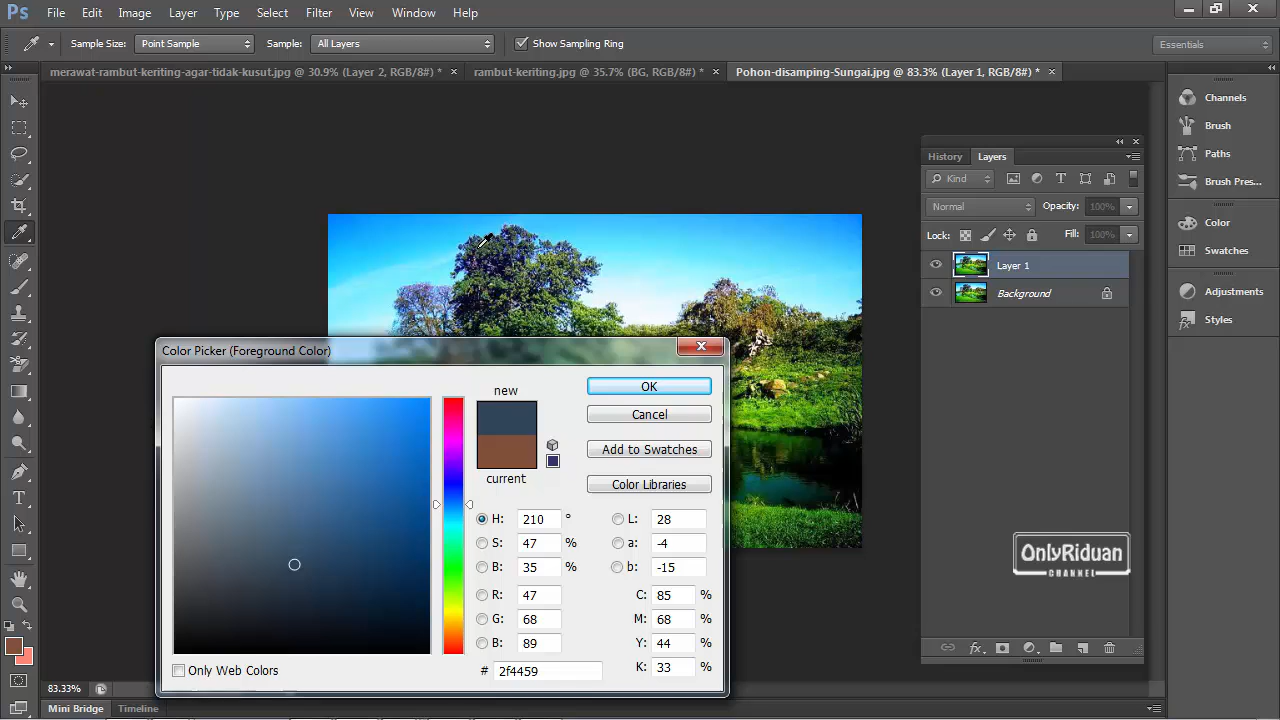 Ps File Edit Image Layer Type Select Filter View Window Help
Sample Size: Point Sample Sample: All Layers Show Sampling Ring Essentials
merawat-rambut-keriting-agar-tidak-kusut.jpg @ 30.9% (Layer 2, RGB/8#) * rambut-keriting.jpg @ 35.7% (BG, RGB/8#) * Pohon-disamping-Sungai.jpg @ 83.3% (Layer 1, RGB/8#) *
Channels
Brush
Paths
Brush Pres...
Color
Swatches
Adjustments
Styles
History Layers
Kind T
Normal Opacity: 100%
Lock: Fill: 100%
Layer 1
Background
fx
OnlyRiduan
CHANNEL
Color Picker (Foreground Color)
new
current
OK
Cancel
Add to Swatches
Color Libraries
H: 210 ° L: 28
S: 47 % a: -4
B: 35 % b: -15
R: 47 C: 85 %
G: 68 M: 68 %
B: 89 Y: 44 %
# 2f4459 K: 33 %
Only Web Colors
83.33%
Mini Bridge Timeline